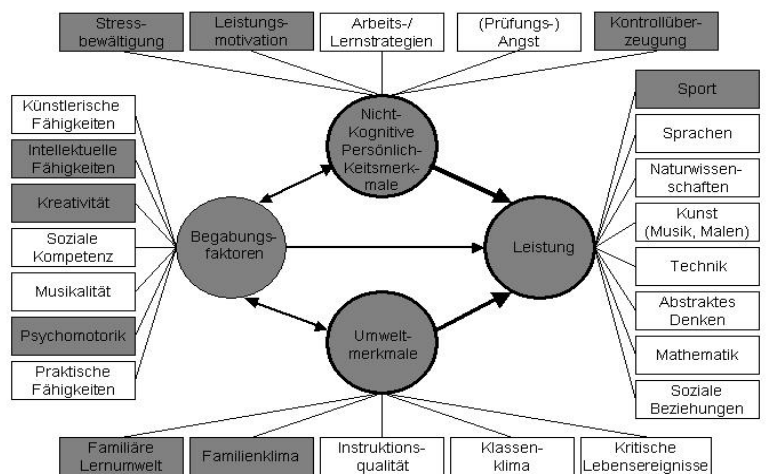 Stress-
bewältigung
Leistungs-
motivation
Arbeits-/
Lernstrategien
(Prüfungs-)
Angst
Kontrollüber-
zeugung
Künstlerische
Fähigkeiten
Intellektuelle
Fähigkeiten
Kreativität
Soziale
Kompetenz
Musikalität
Psychomotorik
Praktische
Fähigkeiten
Nicht-
Kognitive
Persönlich-
Keitsmerk-
male
Begabungs-
faktoren
Leistung
Umwelt-
merkmale
Sport
Sprachen
Naturwissen-
schaften
Kunst
(Musik, Malen)
Technik
Abstraktes
Denken
Mathematik
Soziale
Beziehungen
Familiäre
Lernumwelt
Familienklima
Instruktions-
qualität
Klassen-
klima
Kritische
Lebensereignisse